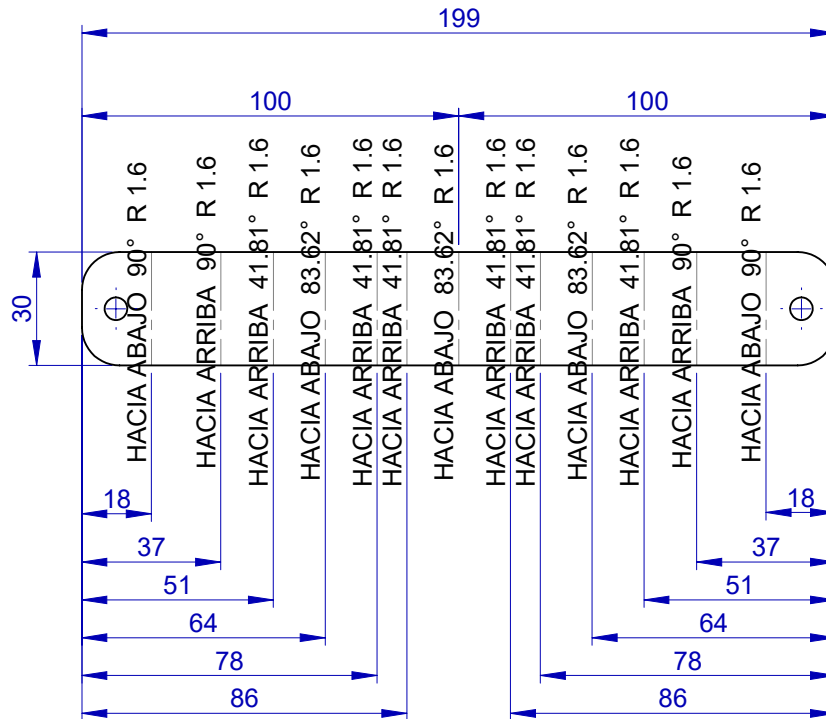 199
100 100
HACIA ABAJO 90° R 1.6
HACIA ARRIBA 90° R 1.6
HACIA ARRIBA 41.81° R 1.6
HACIA ABAJO 83.62° R 1.6
HACIA ARRIBA 41.81° R 1.6
HACIA ARRIBA 41.81° R 1.6
HACIA ABAJO 83.62° R 1.6
HACIA ARRIBA 41.81° R 1.6
HACIA ARRIBA 41.81° R 1.6
HACIA ABAJO 83.62° R 1.6
HACIA ARRIBA 41.81° R 1.6
HACIA ARRIBA 90° R 1.6
HACIA ABAJO 90° R 1.6
30
18 18
37 37
51 51
64 64
78 78
86 86